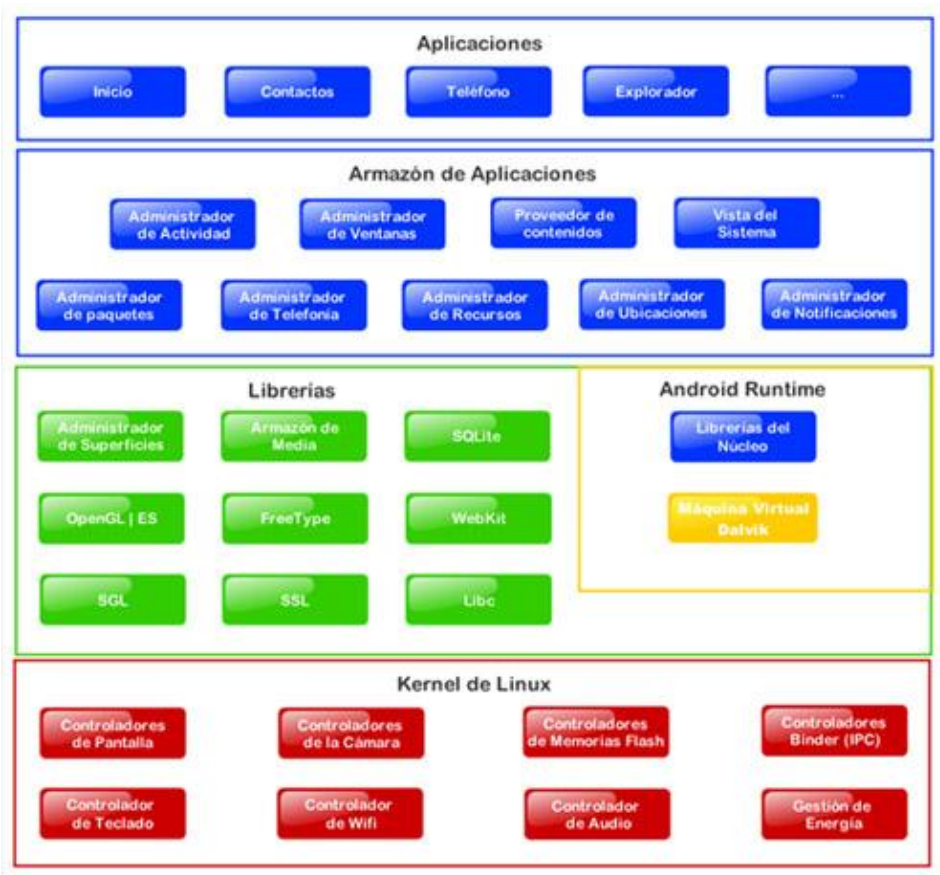 Aplicaciones
Inicio
Contactos
Teléfono
Explorador
...
Armazón de Aplicaciones
Administrador
de Actividad
Administrador
de Ventanas
Proveedor de
contenidos
Vista del
Sistema
Administrador
de paquetes
Administrador
de Telefonía
Administrador
de Recursos
Administrador
de Ubicaciones
Administrador
de Notificaciones
Librerías
Administrador
de Superficies
Armazón de
Media
SQLite
OpenGL | ES
FreeType
WebKit
SGL
SSL
Libc
Android Runtime
Librerías del
Núcleo
Máquina Virtual
Dalvik
Kernel de Linux
Controladores
de Pantalla
Controladores
de la Cámara
Controladores
de Memorias Flash
Controladores
Binder (IPC)
Controlador
de Teclado
Controlador
de Wifi
Controlador
de Audio
Gestión de
Energía